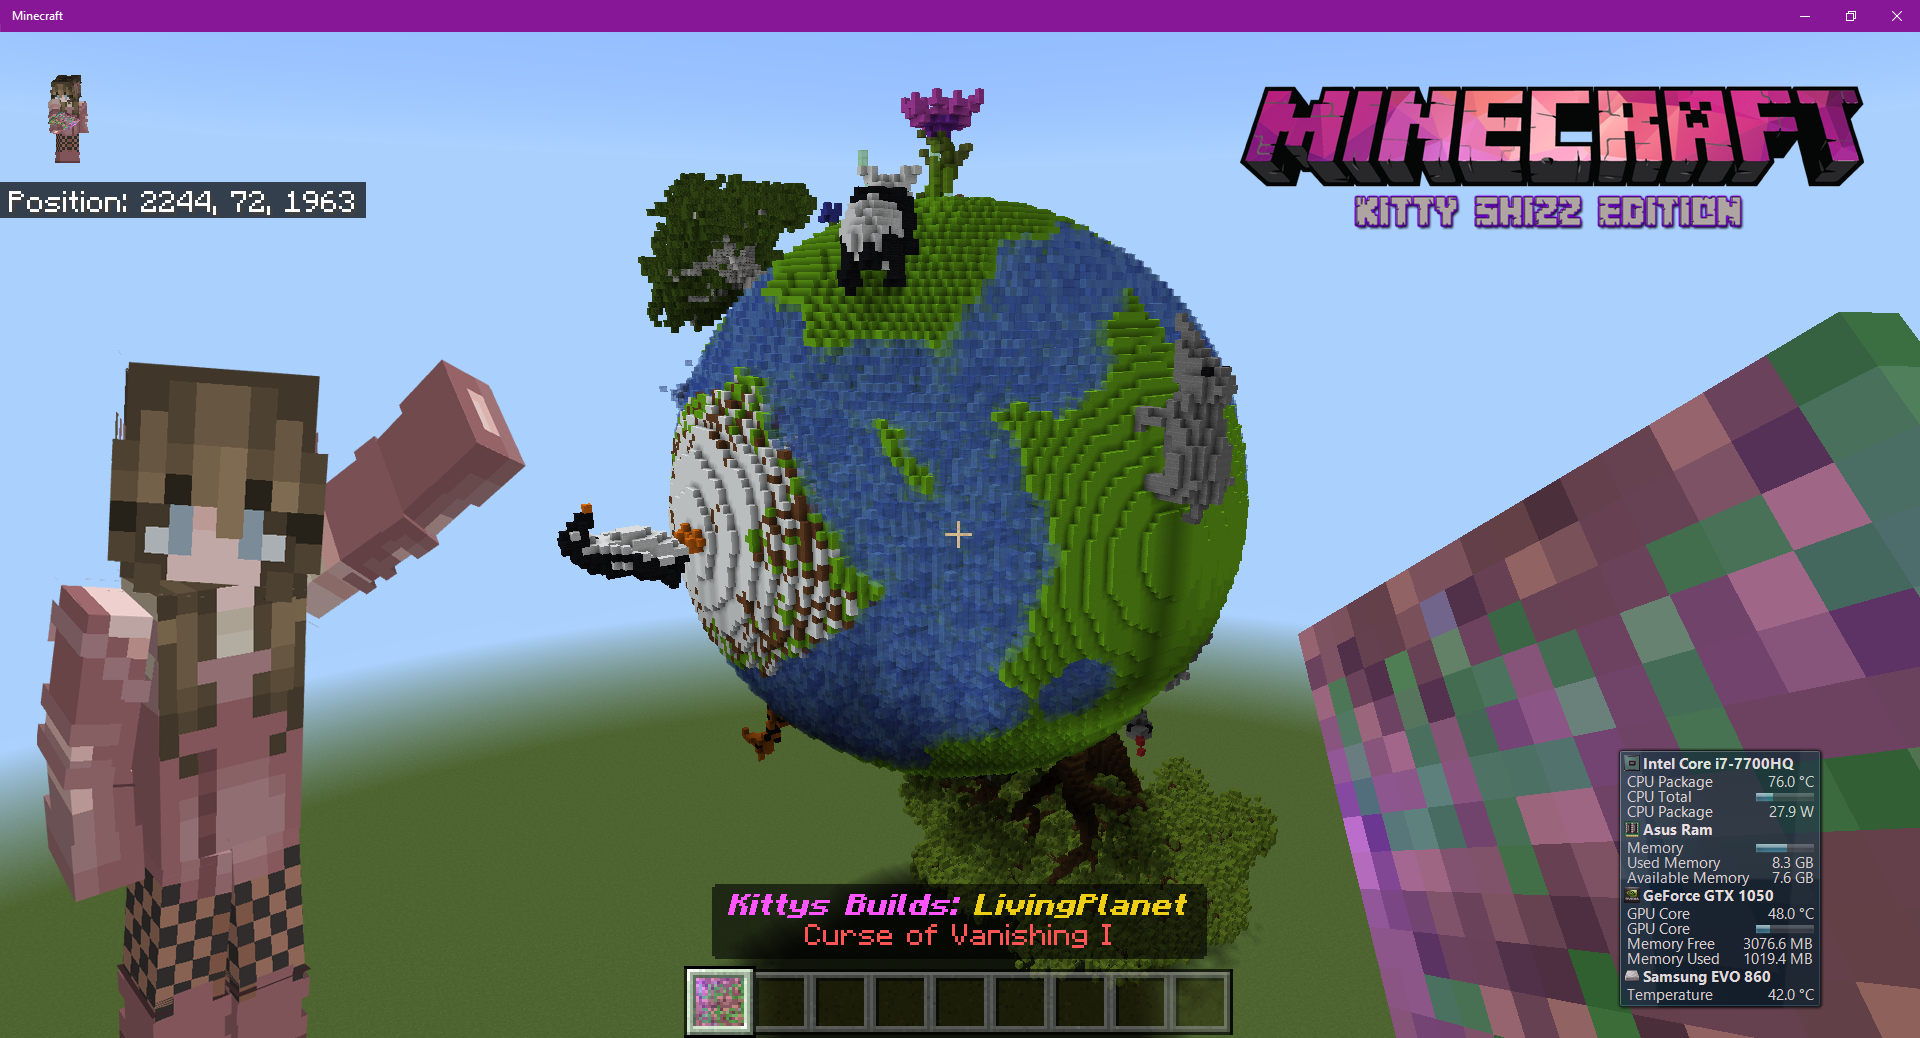 Minecraft
Position: 2244, 72, 1963
MINECRAFT
KITTY SHIZZ EDITION
Intel Core i7-7700HQ
CPU Package 76.0 °C
CPU Total
CPU Package 27.9 W
Asus Ram
Memory
Used Memory 8.3 GB
Available Memory 7.6 GB
GeForce GTX 1050
GPU Core 48.0 °C
GPU Core
Memory Free 3076.6 MB
Memory Used 1019.4 MB
Samsung EVO 860
Temperature 42.0 °C
Kittys Builds: LivingPlanet
Curse of Vanishing I